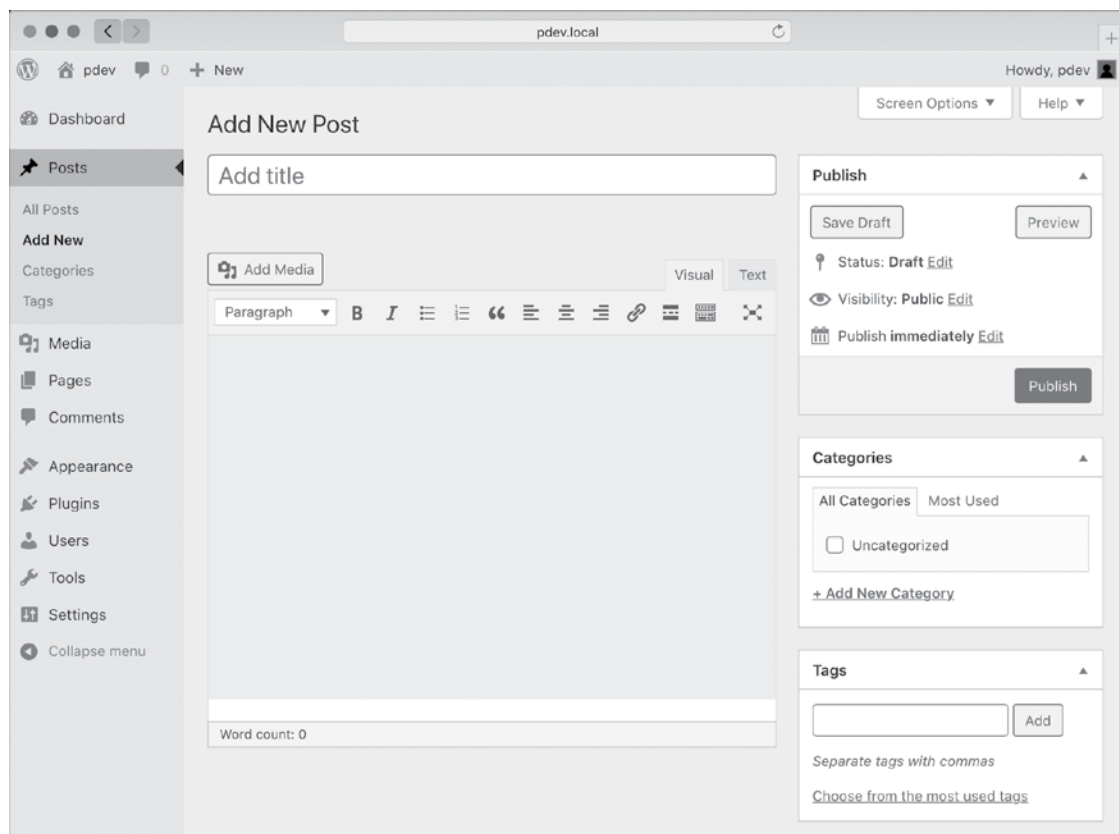 pdev.local
pdev 0 + New
Howdy, pdev
Screen Options ▼
Help ▼
Dashboard
Posts
All Posts
Add New
Categories
Tags
Media
Pages
Comments
Appearance
Plugins
Users
Tools
Settings
Collapse menu
Add New Post
Add title
Add Media
Visual
Text
Paragraph ▼ B I
Word count: 0
Publish
Save Draft
Preview
Status: Draft Edit
Visibility: Public Edit
Publish immediately Edit
Publish
Categories
All Categories
Most Used
Uncategorized
+ Add New Category
Tags
Add
Separate tags with commas
Choose from the most used tags